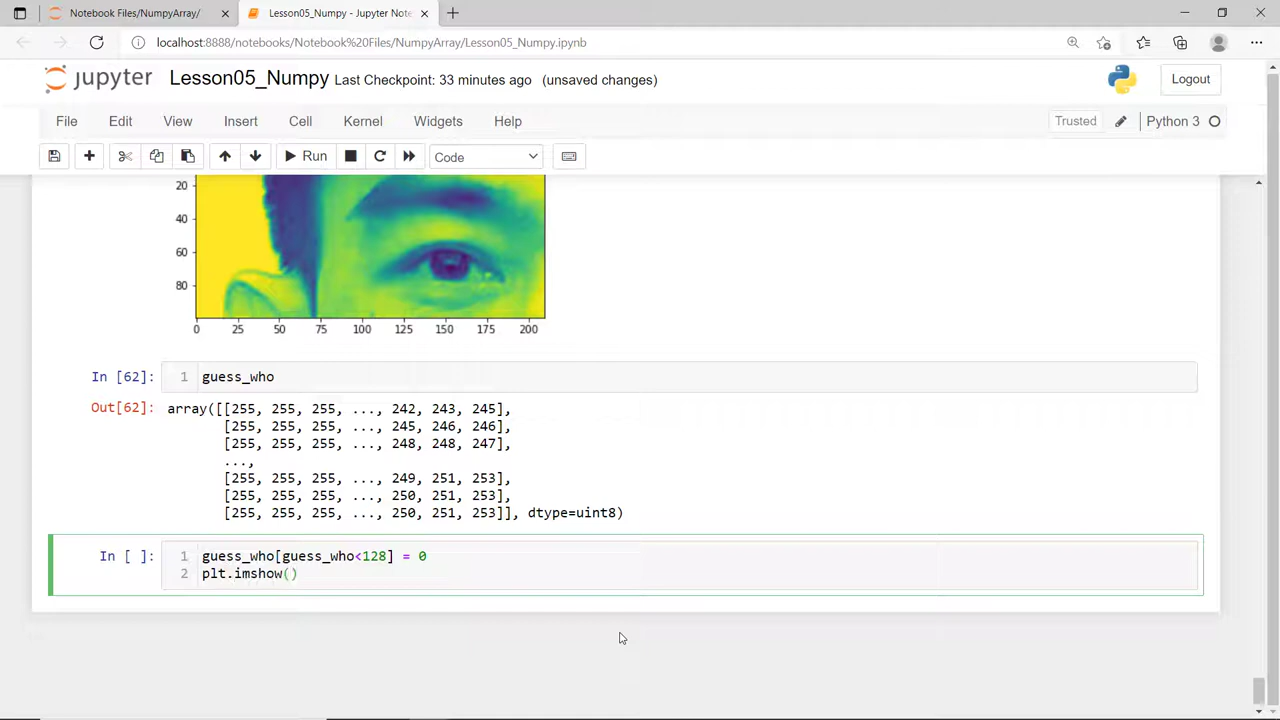 Notebook Files/NumpyArray/
Lesson05_Numpy - Jupyter Note
localhost:8888/notebooks/Notebook%20Files/NumpyArray/Lesson05_Numpy.ipynb
jupyter Lesson05_Numpy Last Checkpoint: 33 minutes ago (unsaved changes)
Logout
File Edit View Insert Cell Kernel Widgets Help
Trusted
Python 3
Run
Code
20
40
60
80
0 25 50 75 100 125 150 175 200
In [62]: 1 guess_who
Out[62]: array([[255, 255, 255, ..., 242, 243, 245],
[255, 255, 255, ..., 245, 246, 246],
[255, 255, 255, ..., 248, 248, 247],
...,
[255, 255, 255, ..., 249, 251, 253],
[255, 255, 255, ..., 250, 251, 253],
[255, 255, 255, ..., 250, 251, 253]], dtype=uint8)
In [ ]: 1 guess_who[guess_who<128] = 0
2 plt.imshow()